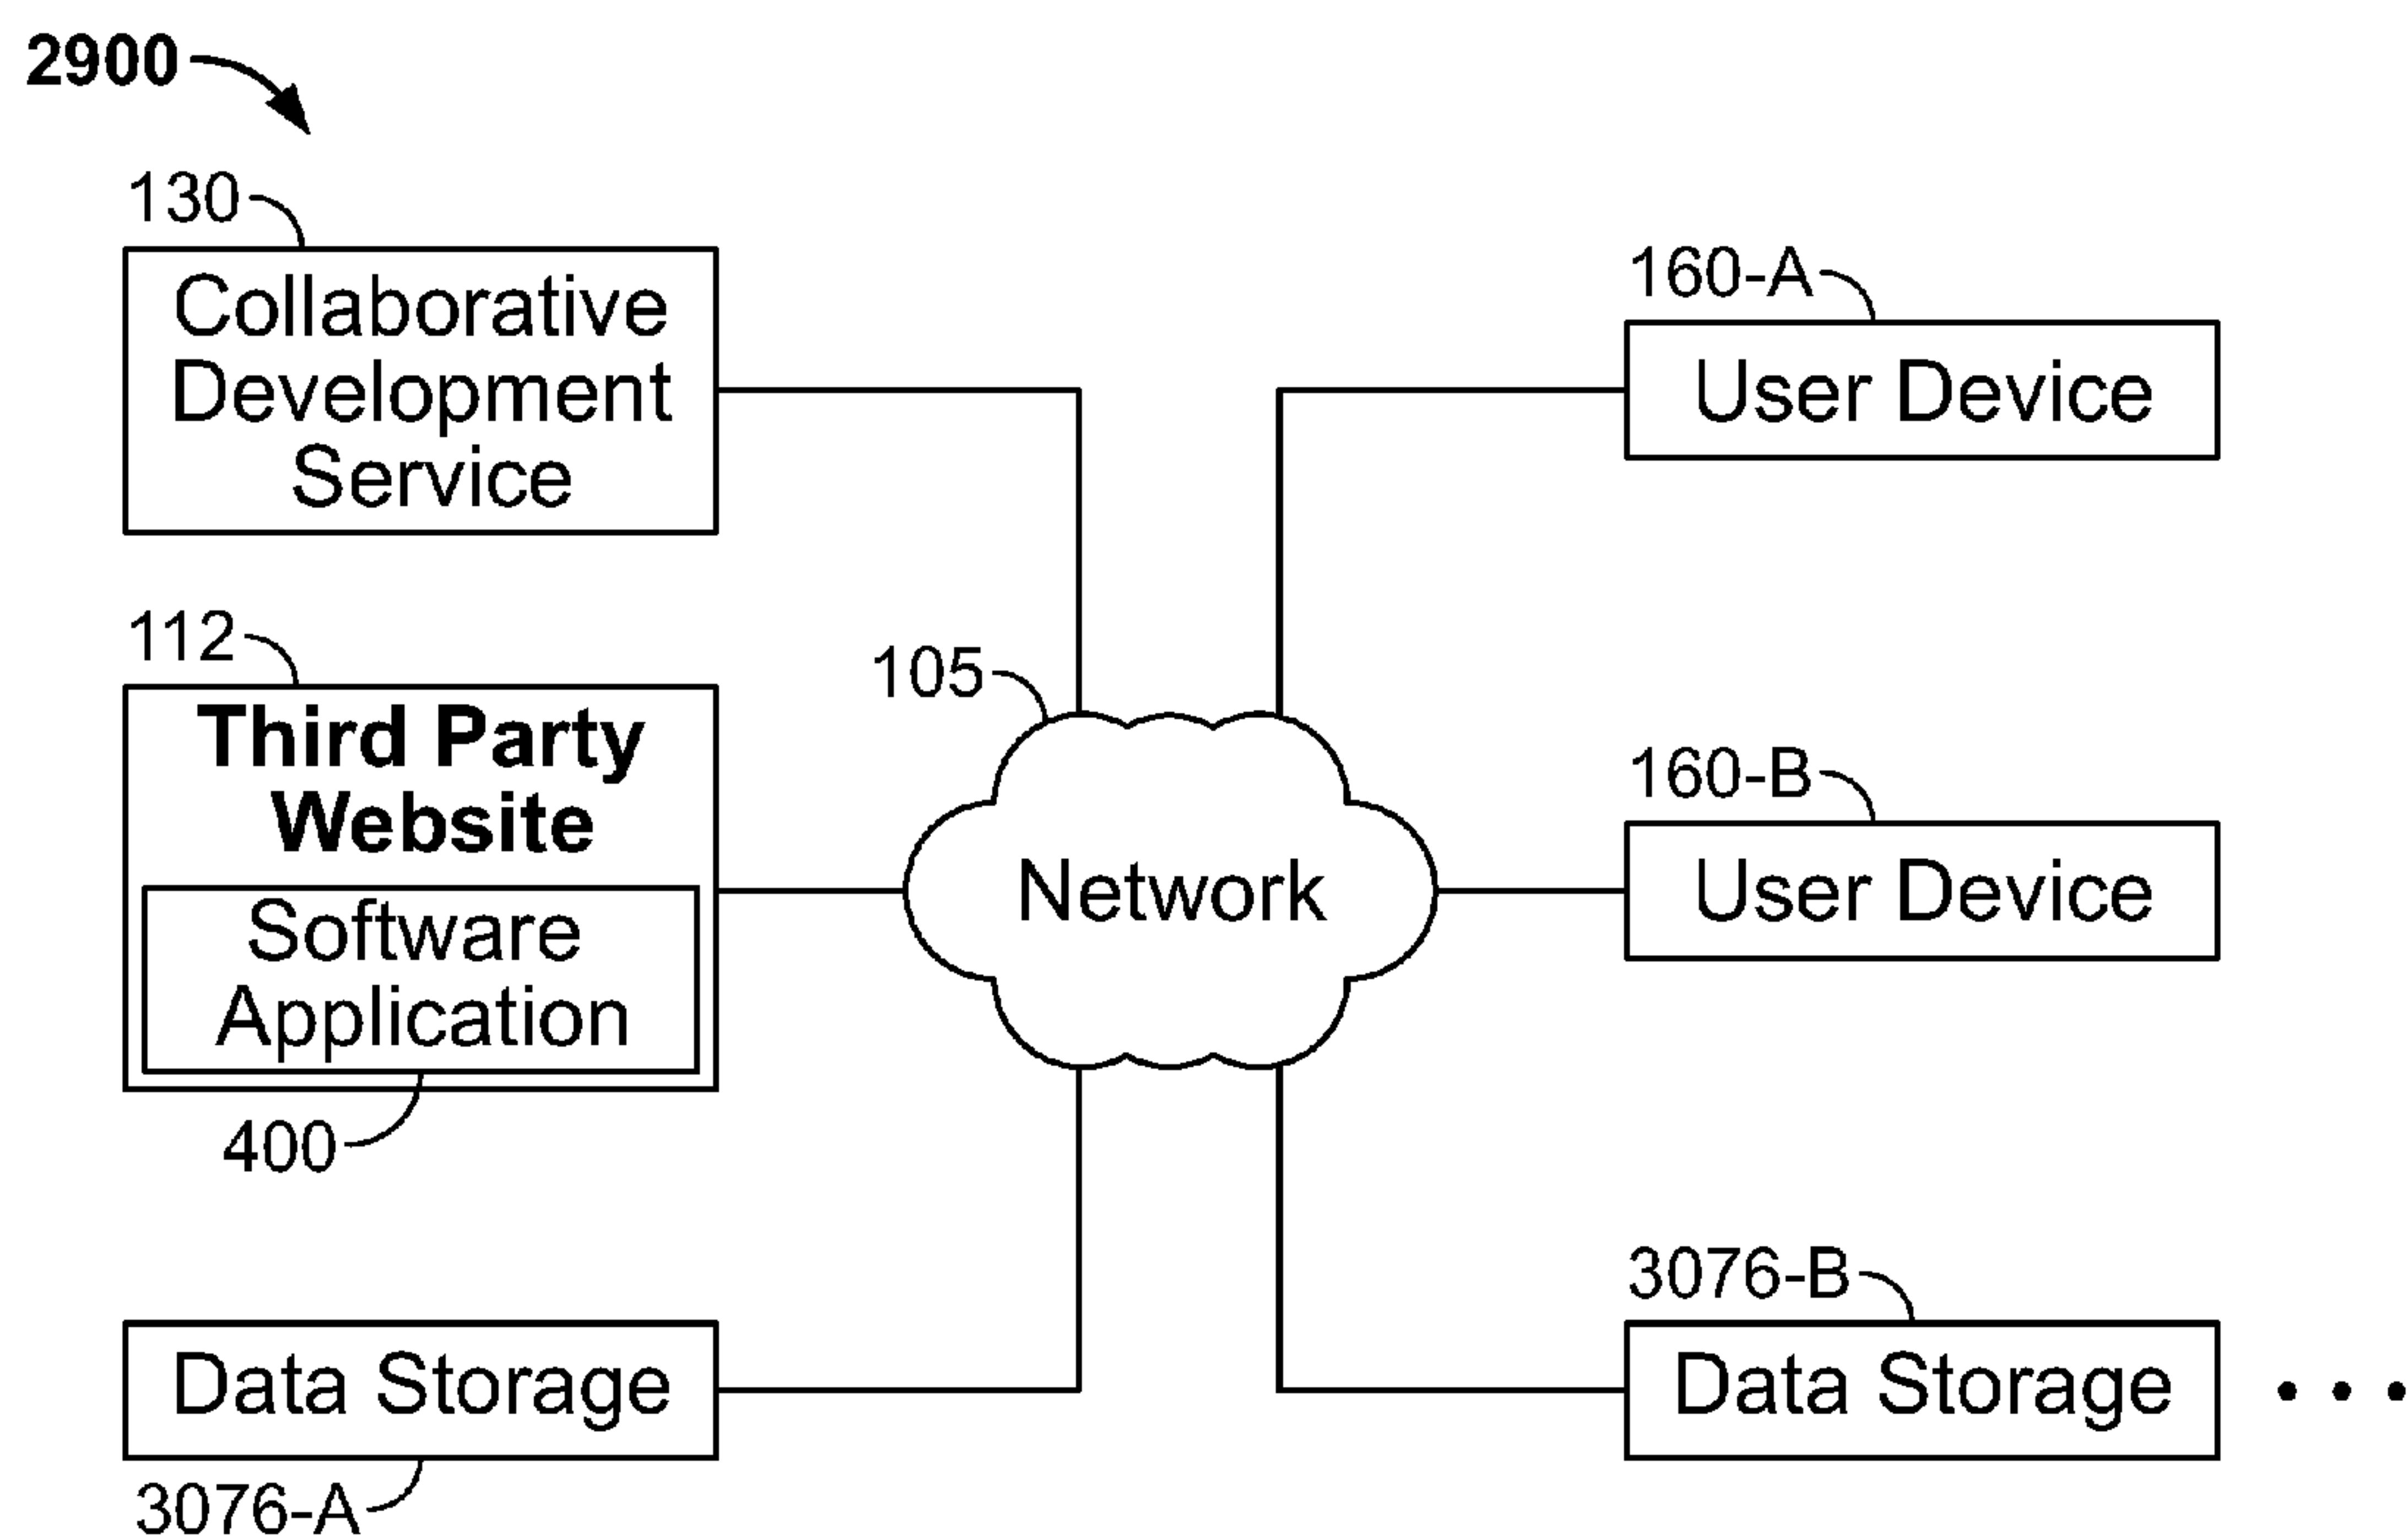 2900
130
Collaborative
Development
Service
160-A
User Device
112
Third Party
Website
Software
Application
400
105
Network
160-B
User Device
Data Storage
3076-A
3076-B
Data Storage
• • •